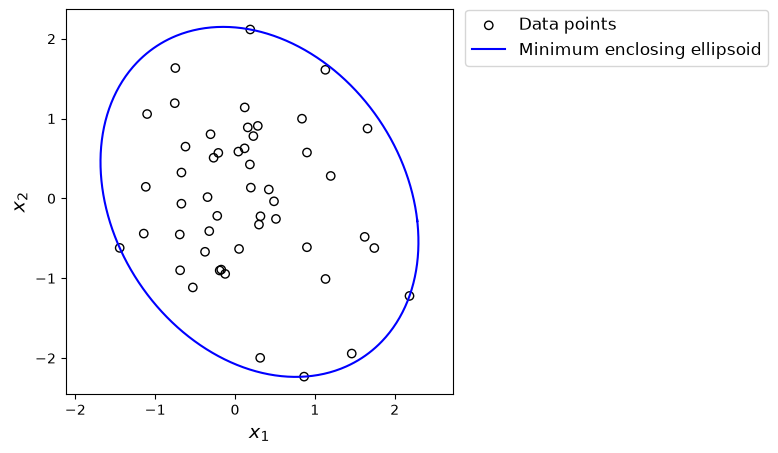 2
1
0
−1
−2
−2
−1
0
1
2
x₂
x₁
Data points
Minimum enclosing ellipsoid